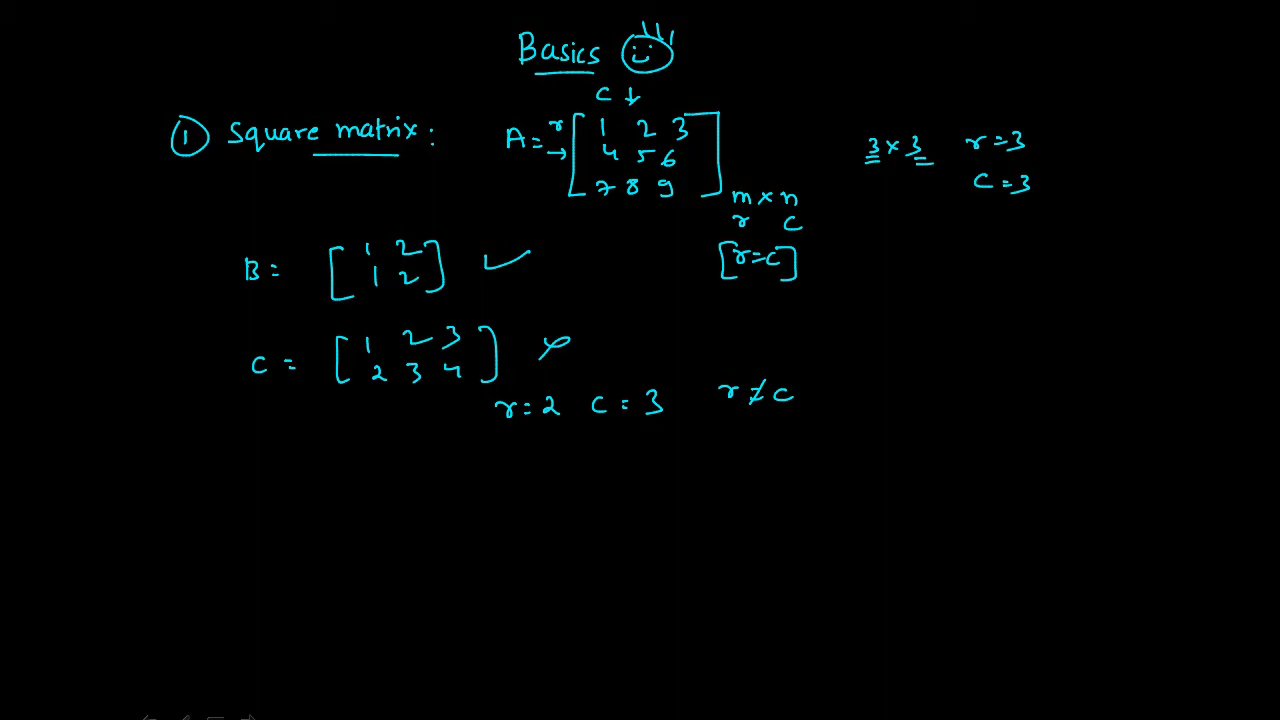 Basics
c ↓
① Square matrix : A = r → [ 1 2 3
4 5 6
7 8 9 ] m × n
r c
[r = c]
3 × 3 r = 3
c = 3
B = [ 1 2
1 2 ] ✓
C = [ 1 2 3
2 3 4 ] ✗
r = 2 c = 3 r ≠ c